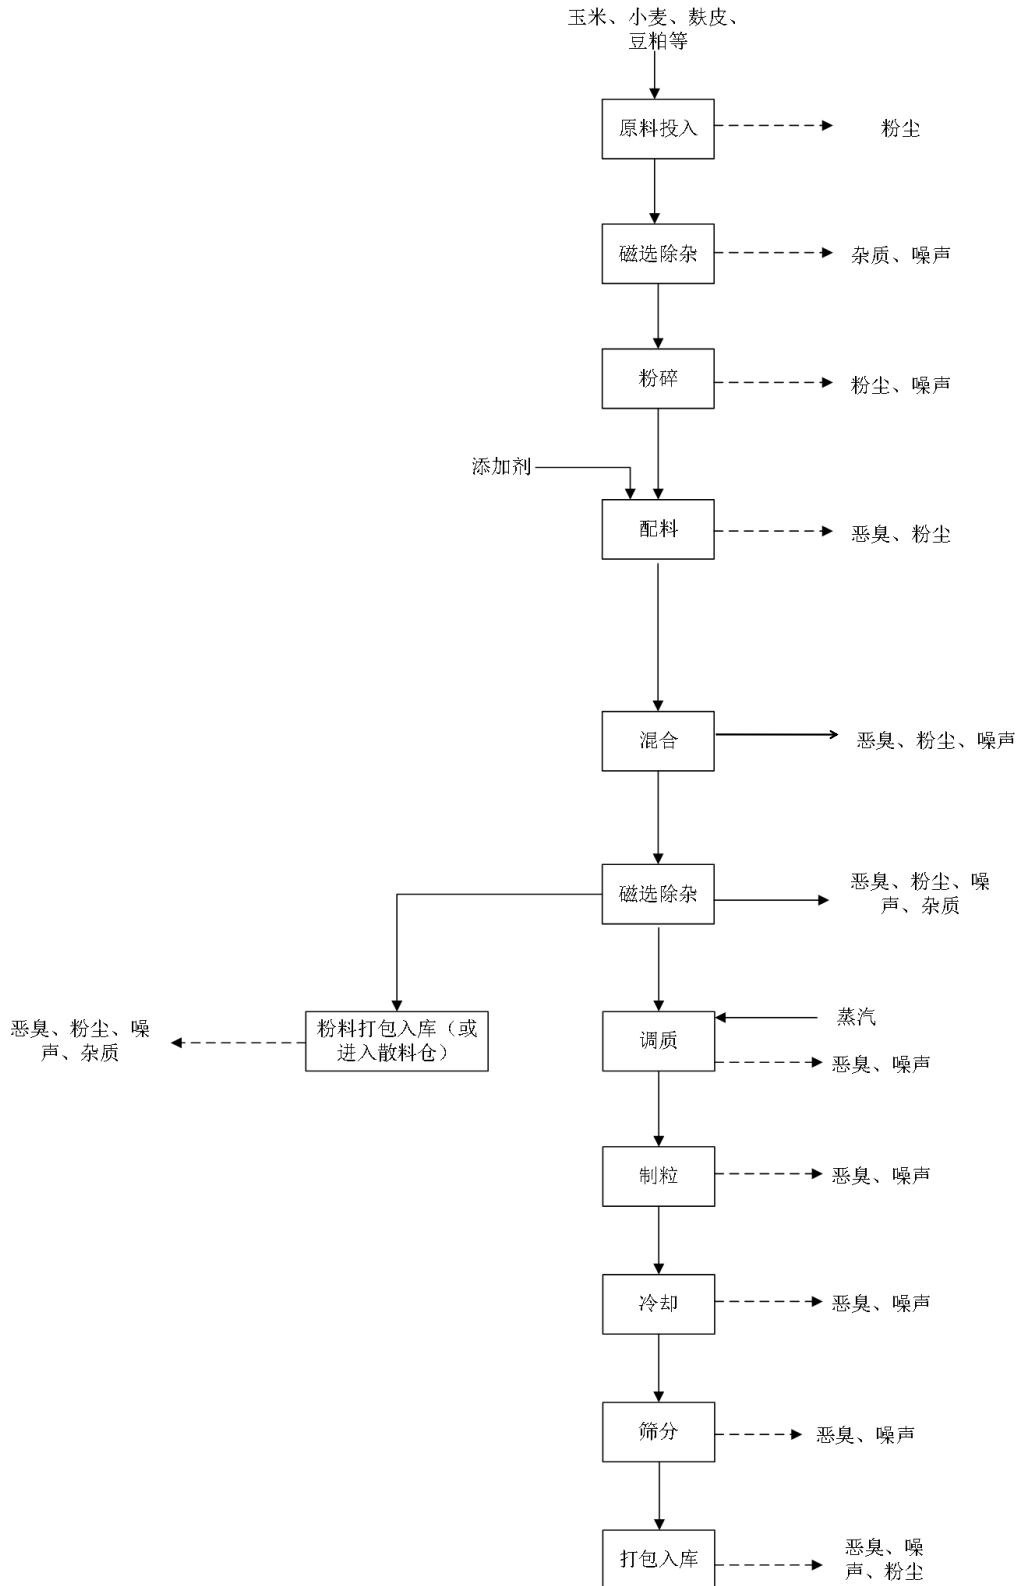 玉米、小麦、麸皮、
豆粕等
原料投入
粉尘
磁选除杂
杂质、噪声
粉碎
粉尘、噪声
添加剂
配料
恶臭、粉尘
混合
恶臭、粉尘、噪声
磁选除杂
恶臭、粉尘、噪
声、杂质
恶臭、粉尘、噪
声、杂质
粉料打包入库（或
进入散料仓）
调质
蒸汽
恶臭、噪声
制粒
恶臭、噪声
冷却
恶臭、噪声
筛分
恶臭、噪声
打包入库
恶臭、噪
声、粉尘